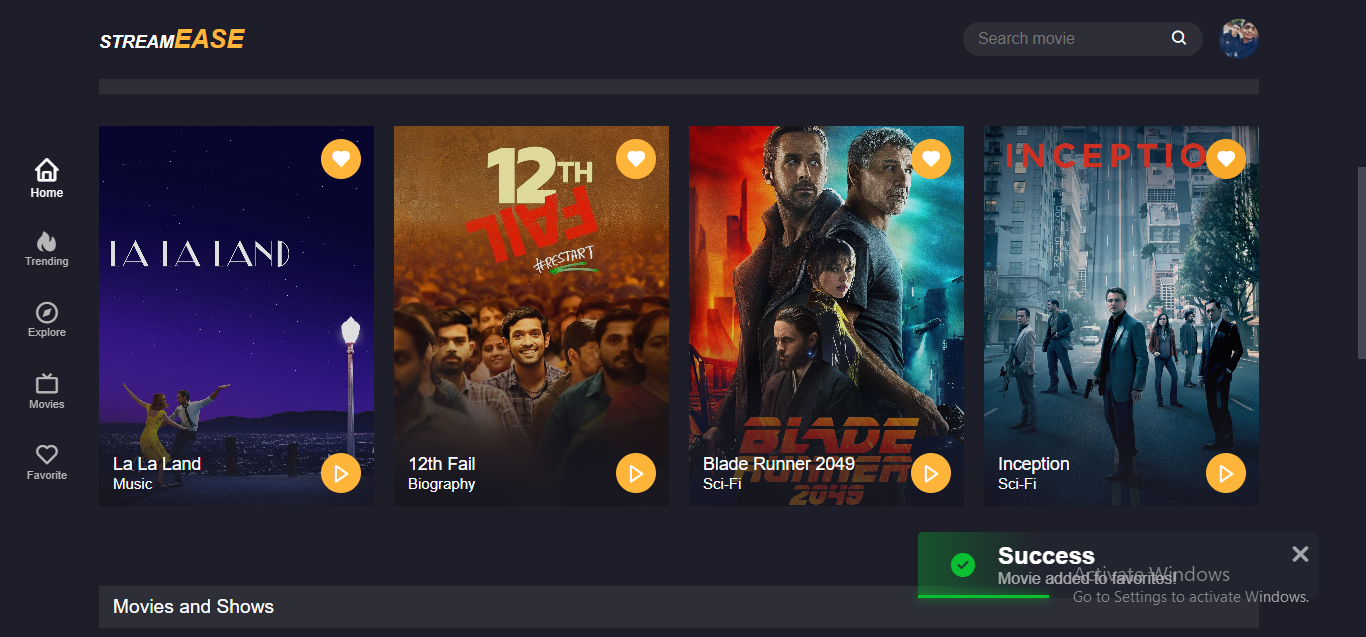 STREAMEASE
Search movie
Home
Trending
Explore
Movies
Favorite
LA LA LAND
La La Land
Music
12TH
FAIL
#RESTART
12th Fail
Biography
BLADE
RUNNER
2049
Blade Runner 2049
Sci-Fi
INCEPTIO
Inception
Sci-Fi
Success
Movie added to favorites!
Activate Windows
Go to Settings to activate Windows.
Movies and Shows